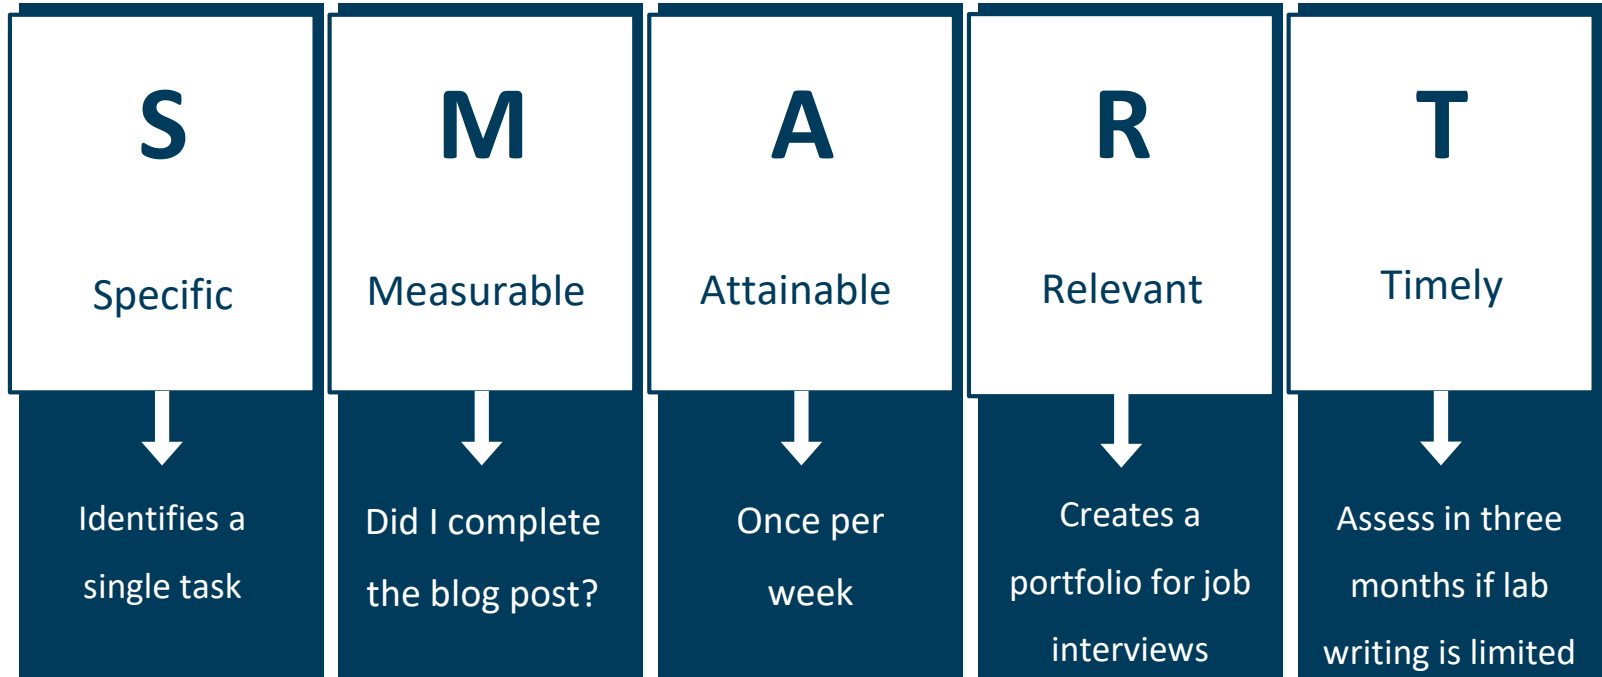 S
Specific
Identifies a
single task
M
Measurable
Did I complete
the blog post?
A
Attainable
Once per
week
R
Relevant
Creates a
portfolio for job
interviews
T
Timely
Assess in three
months if lab
writing is limited